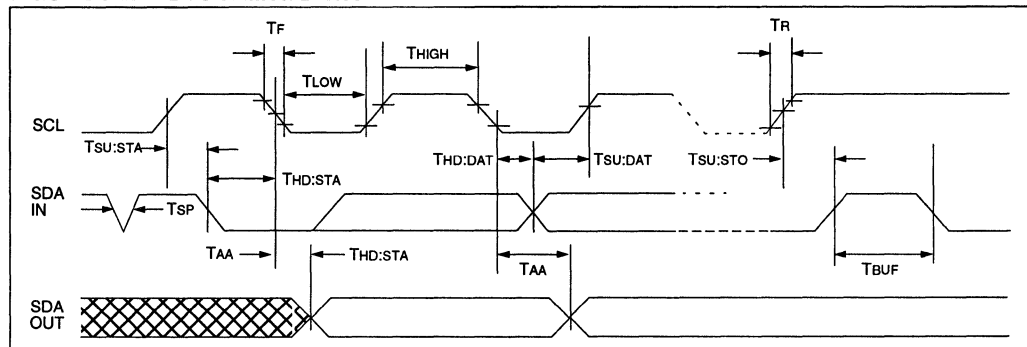 TF
TR
THIGH
TLOW
SCL
TSU:STA
THD:DAT
TSU:DAT
TSU:STO
SDA
IN
TSP
THD:STA
TAA
THD:STA
TAA
TBUF
SDA
OUT